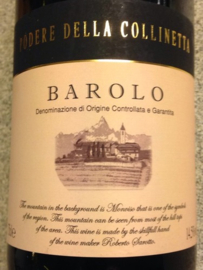 PODERE DELLA COLLINETTA
BAROLO
Denominazione di Origine Controllata e Garantita
The mountain in the background is Monviso that is one of the symbols
of the region. This mountain can be seen from most of the hill tops
of the area. This wine is made by the skillful hand
of the wine maker Roberto Sarotto.